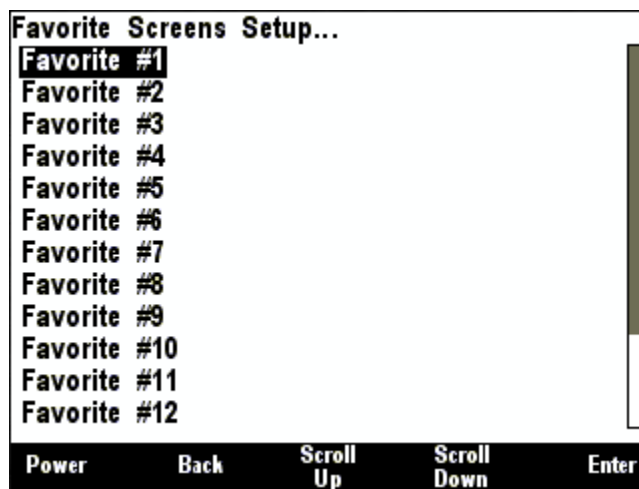 Favorite Screens Setup...
Favorite #1
Favorite #2
Favorite #3
Favorite #4
Favorite #5
Favorite #6
Favorite #7
Favorite #8
Favorite #9
Favorite #10
Favorite #11
Favorite #12
Power Back Scroll Up Scroll Down Enter